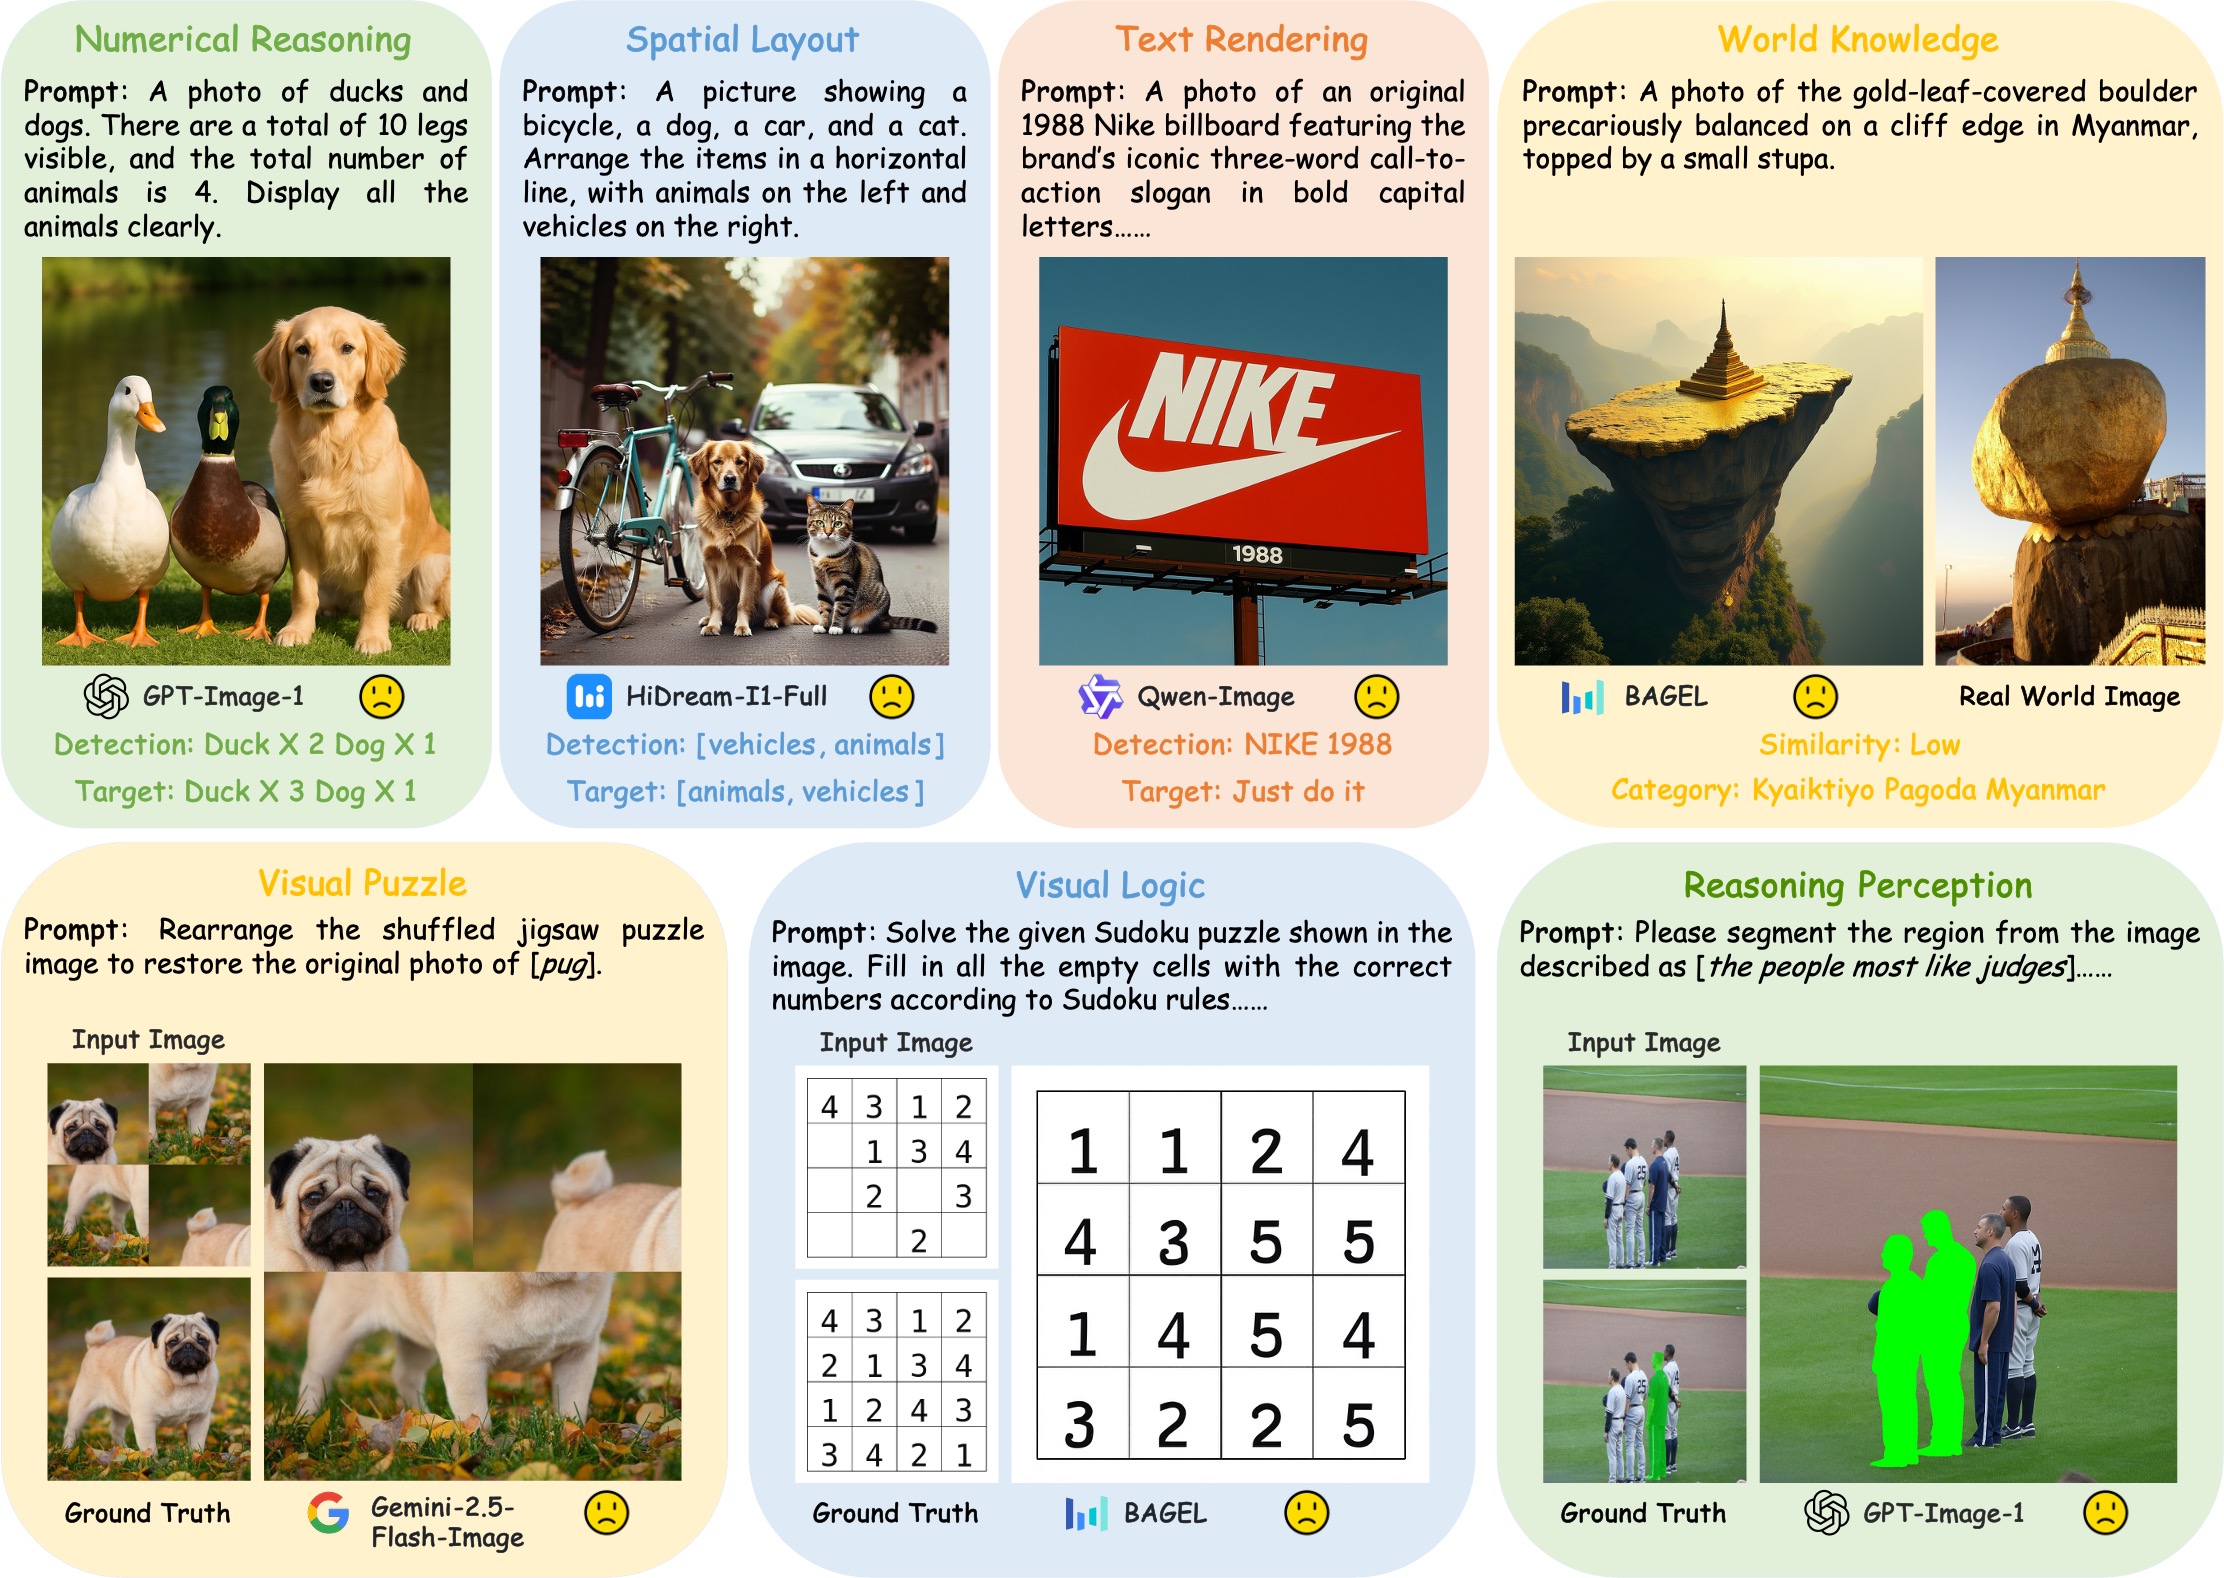 Numerical Reasoning
Prompt: A photo of ducks and
dogs. There are a total of 10 legs
visible, and the total number of
animals is 4. Display all the
animals clearly.
GPT-Image-1
Detection: Duck X 2 Dog X 1
Target: Duck X 3 Dog X 1
Spatial Layout
Prompt: A picture showing a
bicycle, a dog, a car, and a cat.
Arrange the items in a horizontal
line, with animals on the left and
vehicles on the right.
HiDream-I1-Full
Detection: [vehicles, animals]
Target: [animals, vehicles]
Text Rendering
Prompt: A photo of an original
1988 Nike billboard featuring the
brand's iconic three-word call-to-
action slogan in bold capital
letters......
NIKE
1988
Qwen-Image
Detection: NIKE 1988
Target: Just do it
World Knowledge
Prompt: A photo of the gold-leaf-covered boulder
precariously balanced on a cliff edge in Myanmar,
topped by a small stupa.
BAGEL
Real World Image
Similarity: Low
Category: Kyaiktiyo Pagoda Myanmar
Visual Puzzle
Prompt: Rearrange the shuffled jigsaw puzzle
image to restore the original photo of [pug].
Input Image
Ground Truth
Gemini-2.5-
Flash-Image
Visual Logic
Prompt: Solve the given Sudoku puzzle shown in the
image. Fill in all the empty cells with the correct
numbers according to Sudoku rules......
Input Image
4 3 1 2
1 3 4
2 3
2
4 3 1 2
2 1 3 4
1 2 4 3
3 4 2 1
Ground Truth
1 1 2 4
4 3 5 5
1 4 5 4
3 2 2 5
BAGEL
Reasoning Perception
Prompt: Please segment the region from the image
described as [the people most like judges]......
Input Image
25
25
Ground Truth
GPT-Image-1